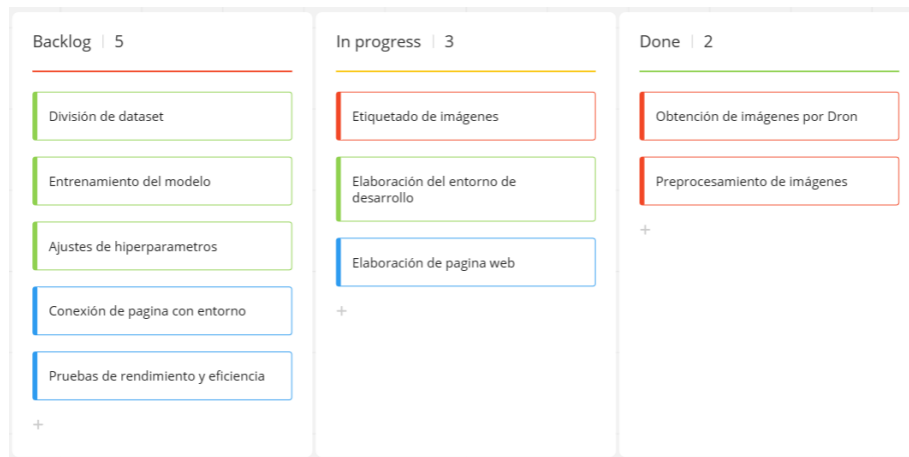 Backlog | 5
División de dataset
Entrenamiento del modelo
Ajustes de hiperparametros
Conexión de pagina con entorno
Pruebas de rendimiento y eficiencia
+
In progress | 3
Etiquetado de imágenes
Elaboración del entorno de
desarrollo
Elaboración de pagina web
+
Done | 2
Obtención de imágenes por Dron
Preprocesamiento de imágenes
+